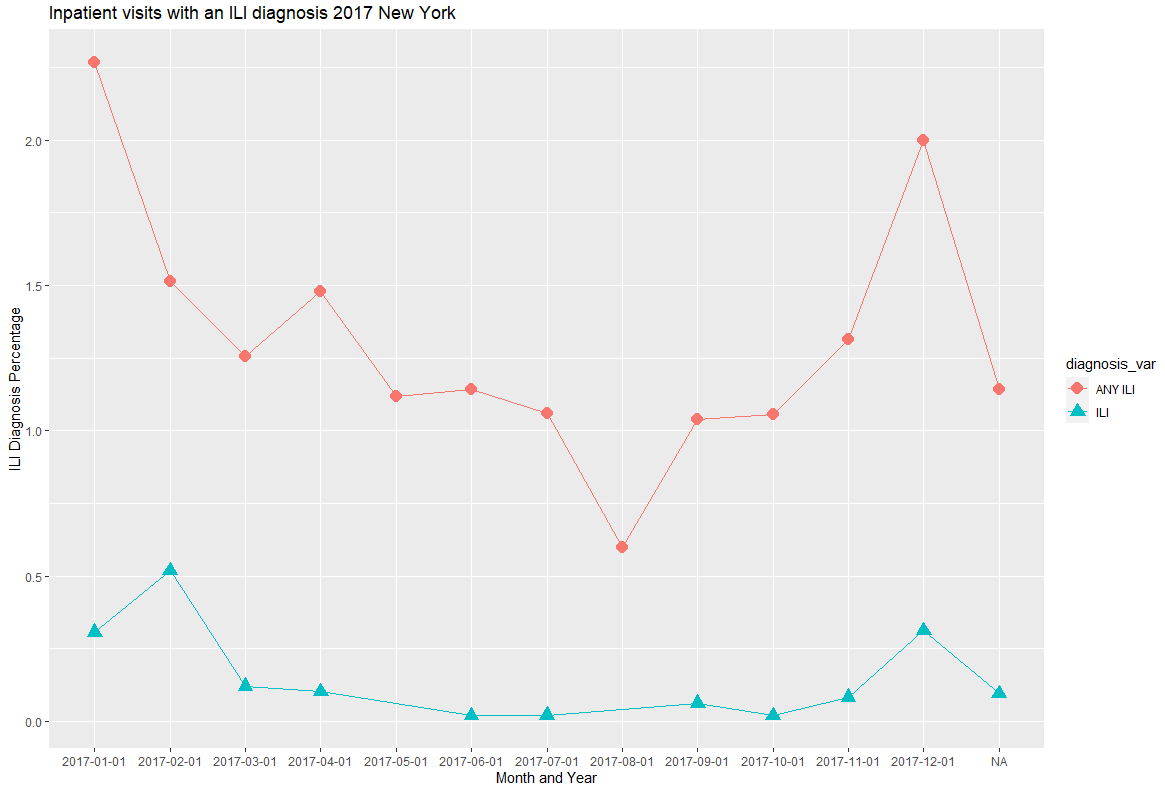 Inpatient visits with an ILI diagnosis 2017 New York
ILI Diagnosis Percentage
2.0
1.5
1.0
0.5
0.0
2017-01-01 2017-02-01 2017-03-01 2017-04-01 2017-05-01 2017-06-01 2017-07-01 2017-08-01 2017-09-01 2017-10-01 2017-11-01 2017-12-01 NA
Month and Year
diagnosis_var
ANY ILI
ILI